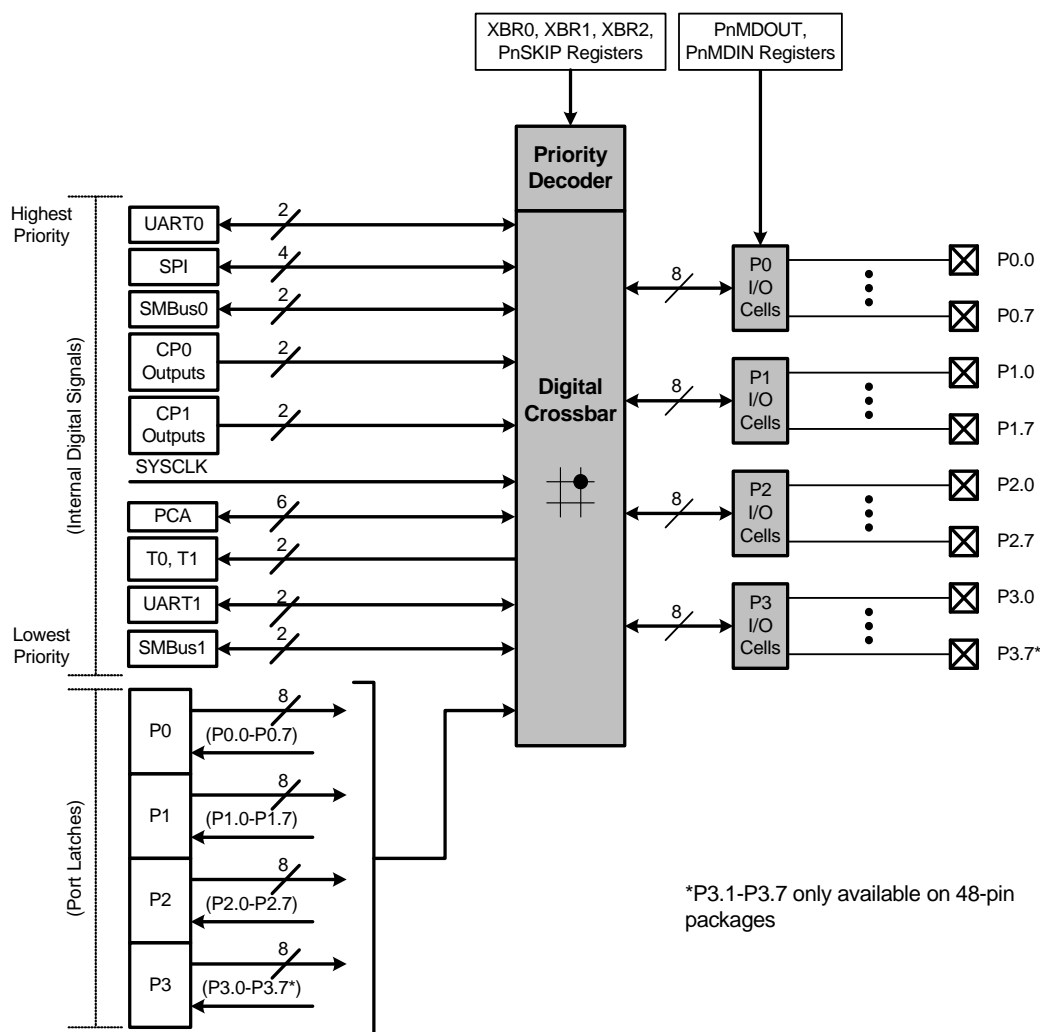 XBR0, XBR1, XBR2,
PnSKIP Registers
PnMDOUT,
PnMDIN Registers
Priority
Decoder
Highest
Priority
(Internal Digital Signals)
Lowest
Priority
UART0
2
SPI
4
SMBus0
2
CP0
Outputs
2
CP1
Outputs
2
SYSCLK
PCA
6
T0, T1
2
UART1
2
SMBus1
2
Digital
Crossbar
8
P0
I/O
Cells
P0.0
P0.7
8
P1
I/O
Cells
P1.0
P1.7
8
P2
I/O
Cells
P2.0
P2.7
8
P3
I/O
Cells
P3.0
P3.7*
(Port Latches)
P0
8
(P0.0-P0.7)
P1
8
(P1.0-P1.7)
P2
8
(P2.0-P2.7)
P3
8
(P3.0-P3.7*)
*P3.1-P3.7 only available on 48-pin
packages